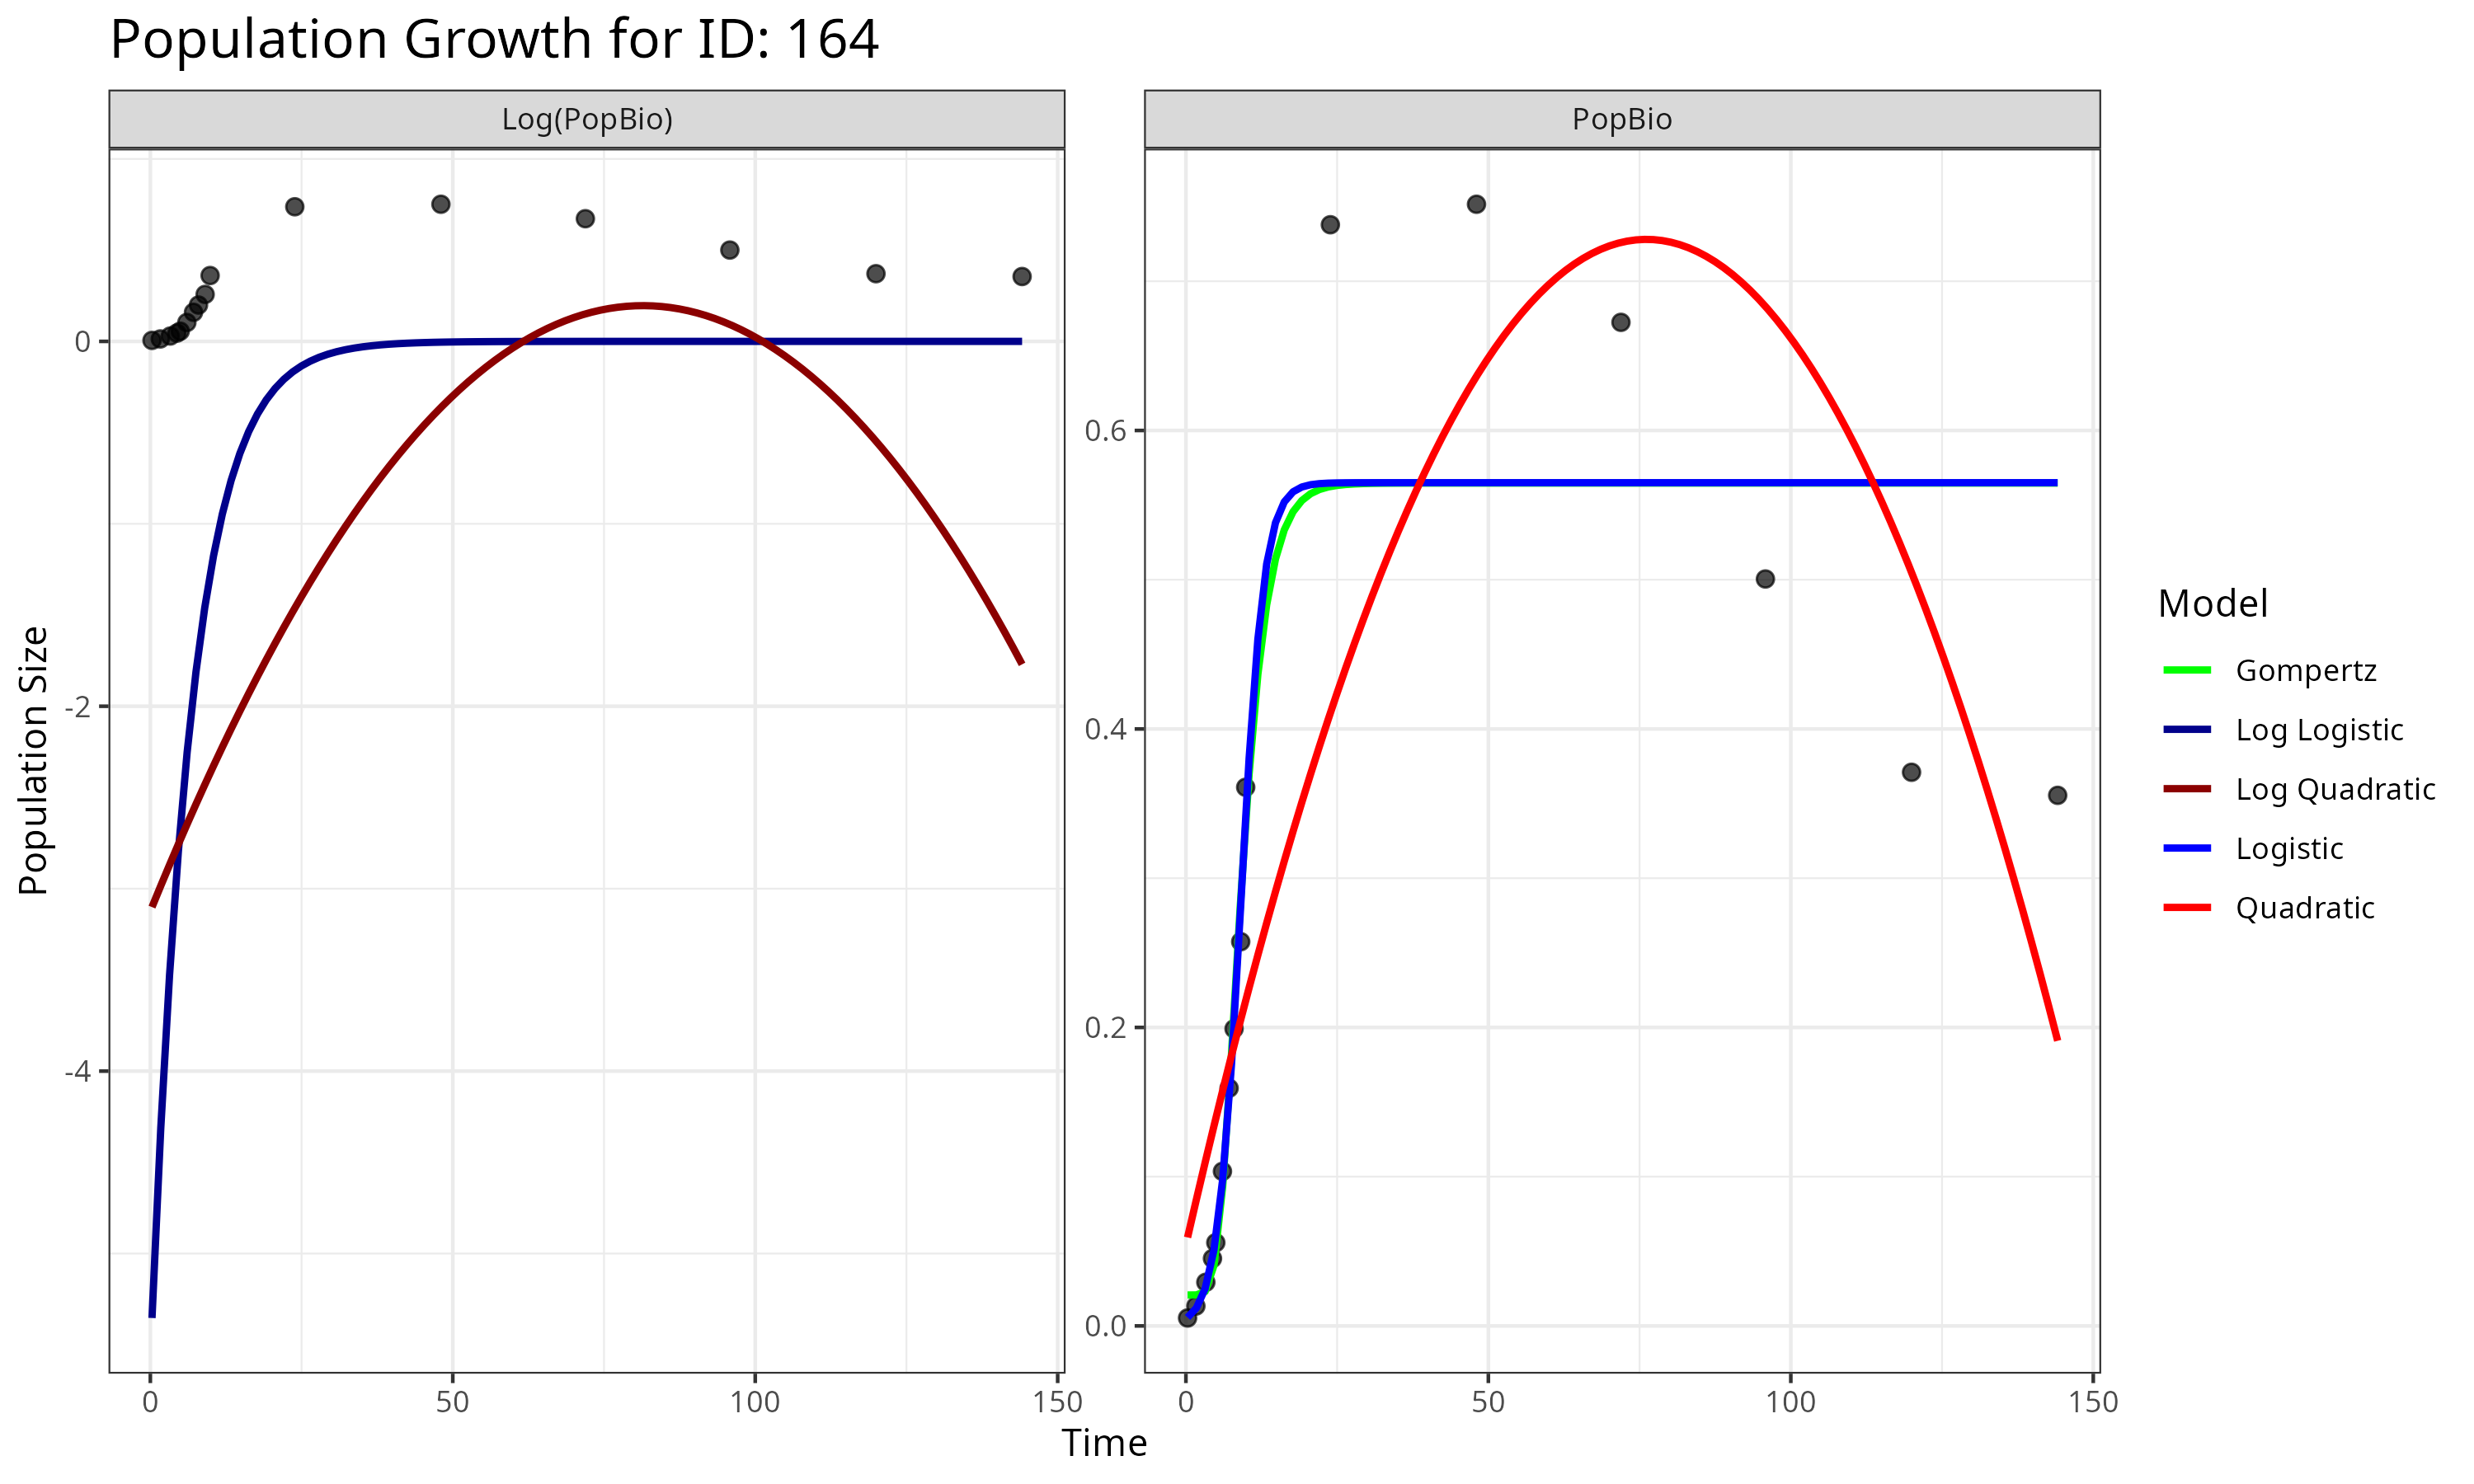 Population Growth for ID: 164
Log(PopBio)
PopBio
Population Size
0
-2
-4
0.6
0.4
0.2
0.0
0
50
100
150
0
50
100
150
Time
Model
Gompertz
Log Logistic
Log Quadratic
Logistic
Quadratic